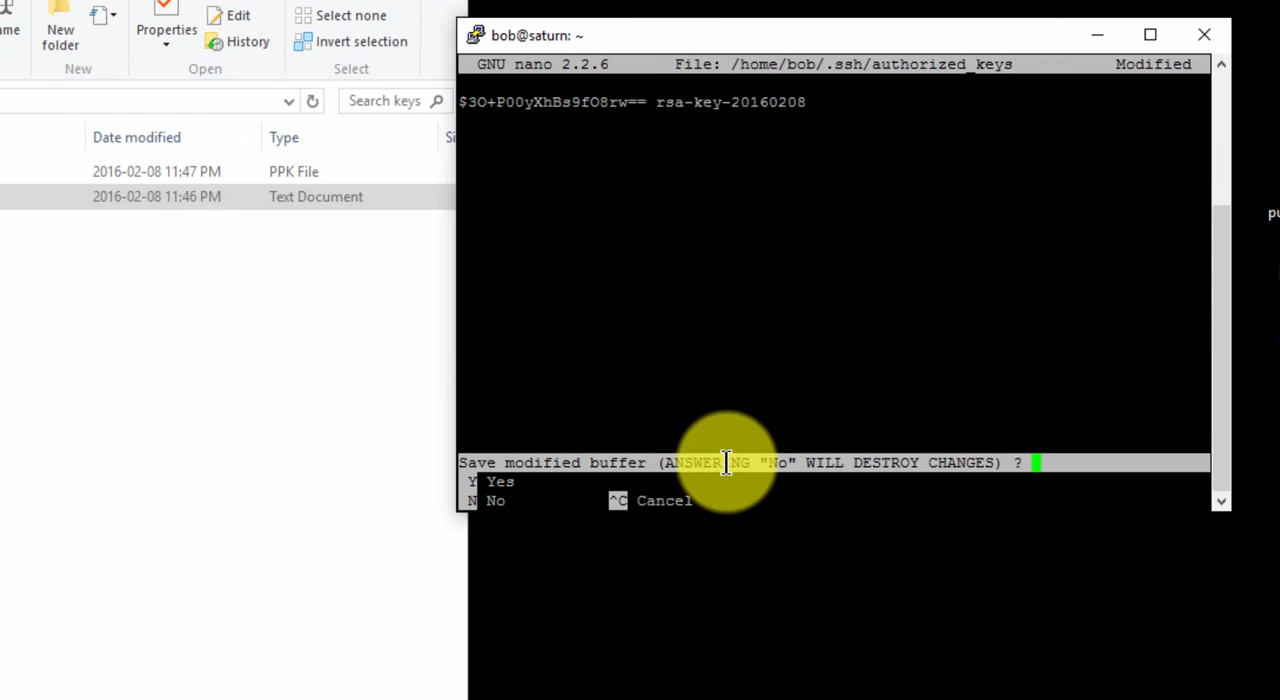 New
folder
Properties
Edit
History
Select none
Invert selection
New
Open
Select
Search keys
Date modified
Type
2016-02-08 11:47 PM
PPK File
2016-02-08 11:46 PM
Text Document
bob@saturn: ~
GNU nano 2.2.6 File: /home/bob/.ssh/authorized_keys Modified
$3O+P00yXhBs9fO8rw== rsa-key-20160208
Save modified buffer (ANSWERING "No" WILL DESTROY CHANGES) ?
Y Yes
N No ^C Cancel